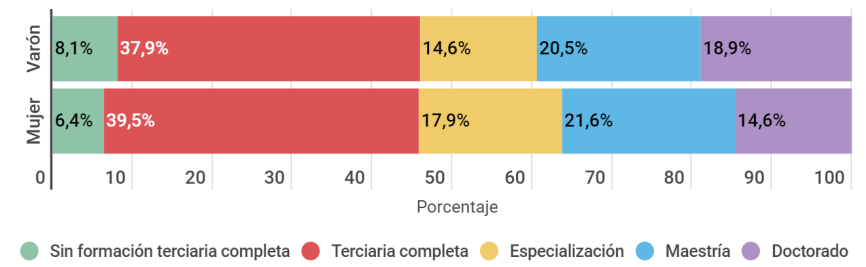 Varón
8,1% 37,9% 14,6% 20,5% 18,9%
Mujer
6,4% 39,5% 17,9% 21,6% 14,6%
0 10 20 30 40 50 60 70 80 90 100
Porcentaje
Sin formación terciaria completa Terciaria completa Especialización Maestría Doctorado